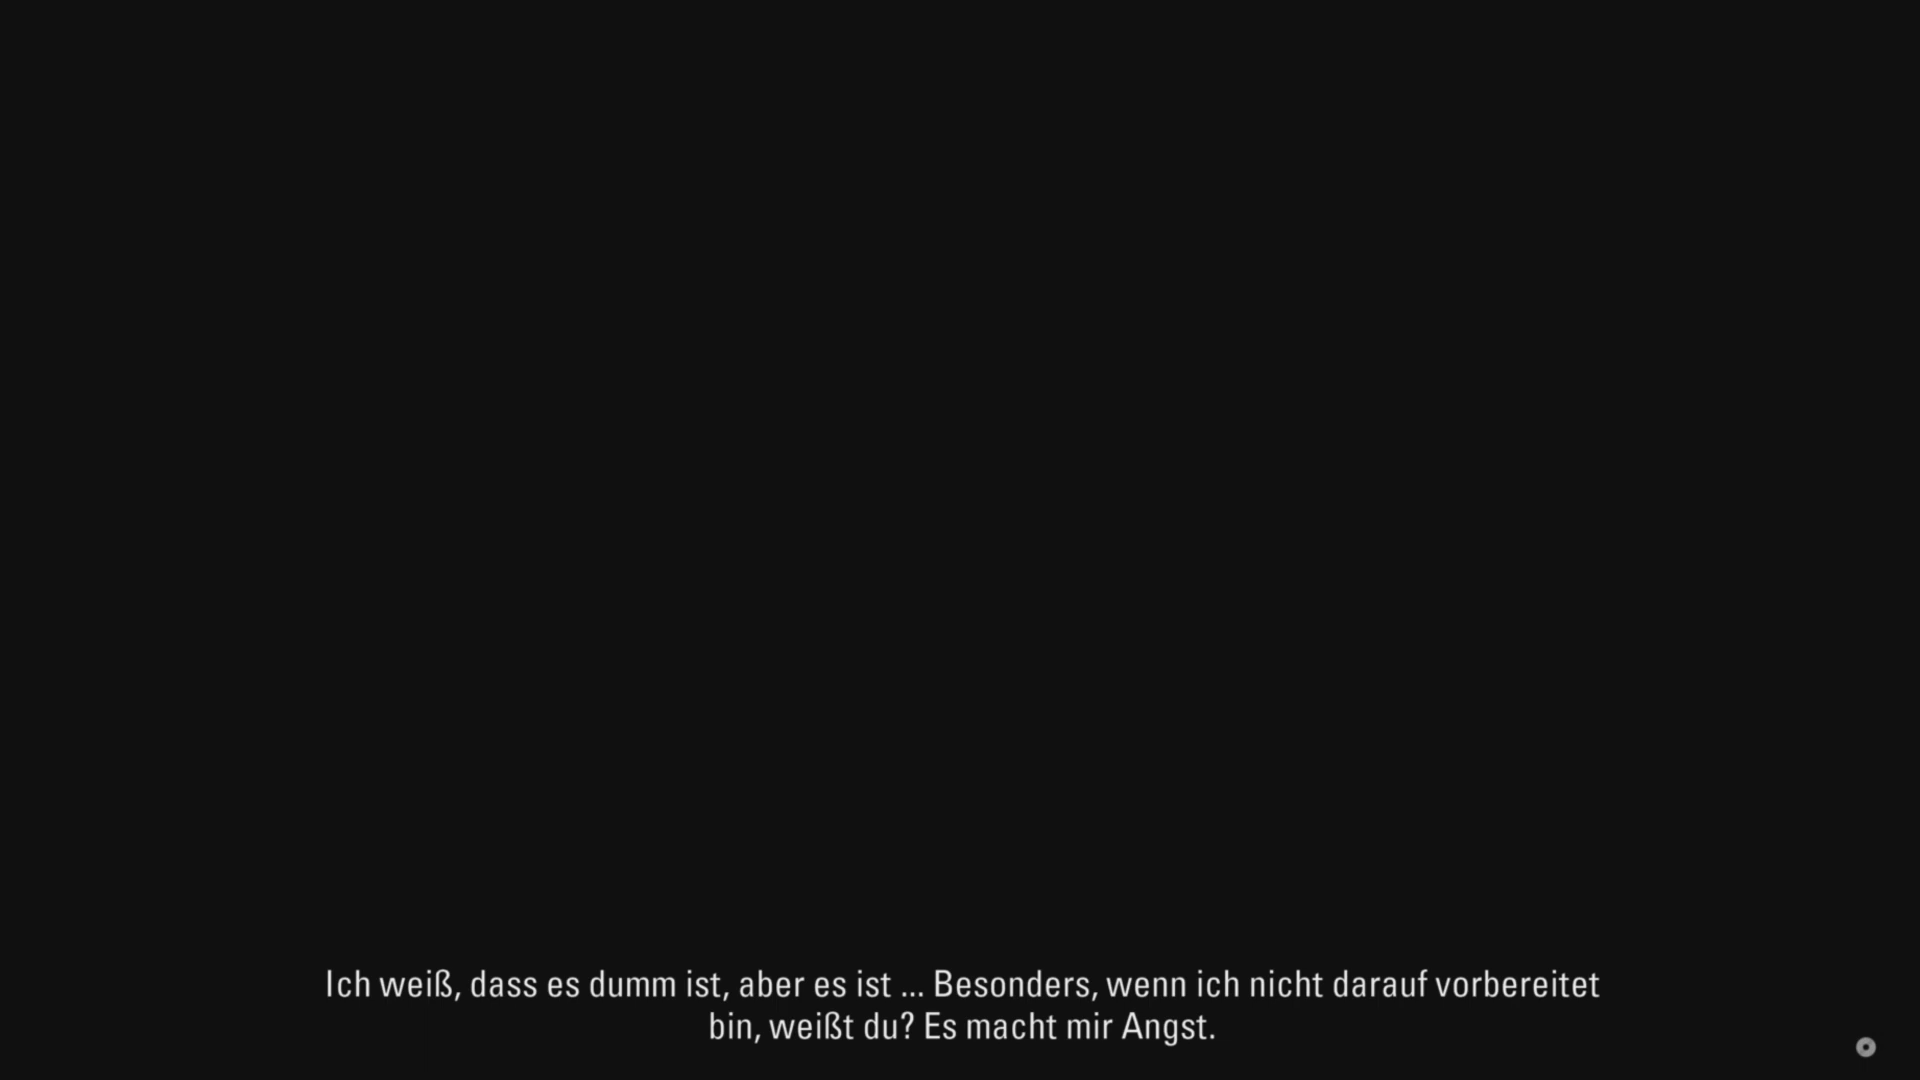 Ich weiß, dass es dumm ist, aber es ist ... Besonders, wenn ich nicht darauf vorbereitet
bin, weißt du? Es macht mir Angst.